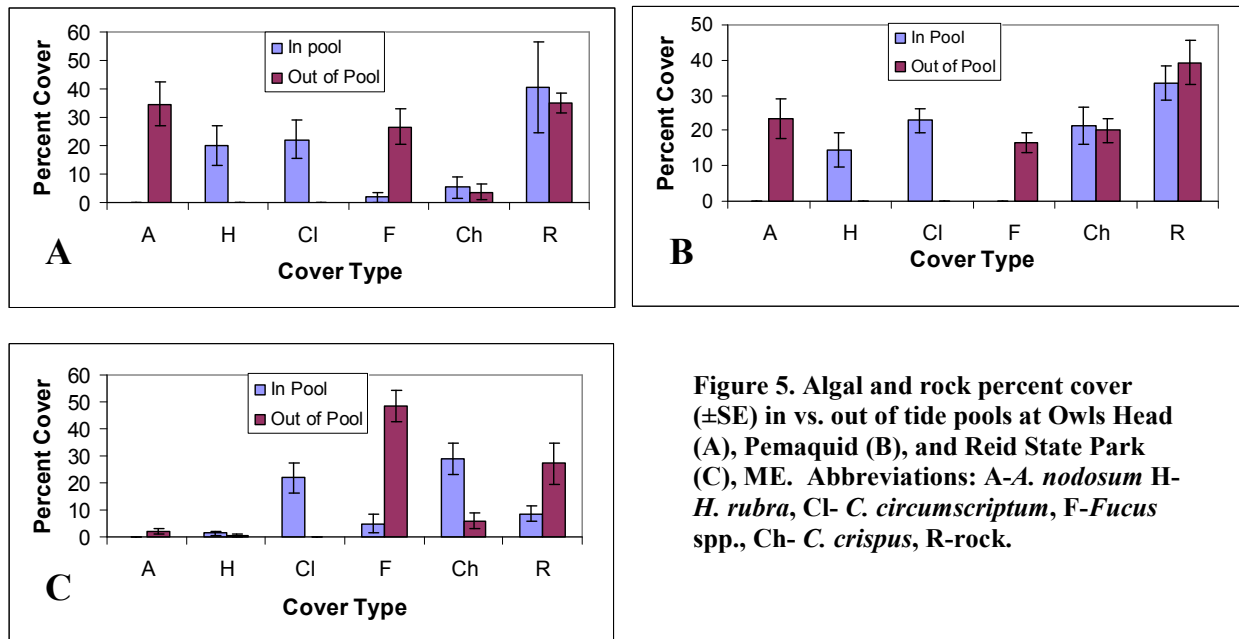 60
50
40
30
20
10
0
Percent Cover
In pool
Out of Pool
A H Cl F Ch R
Cover Type
A
50
40
30
20
10
0
Percent Cover
In Pool
Out of Pool
A H Cl F Ch R
Cover Type
B
60
50
40
30
20
10
0
Percent Cover
In Pool
Out of Pool
A H Cl F Ch R
Cover Type
C
Figure 5. Algal and rock percent cover
(±SE) in vs. out of tide pools at Owls Head
(A), Pemaquid (B), and Reid State Park
(C), ME. Abbreviations: A-A. nodosum H-
H. rubra, Cl- C. circumscriptum, F-Fucus
spp., Ch- C. crispus, R-rock.